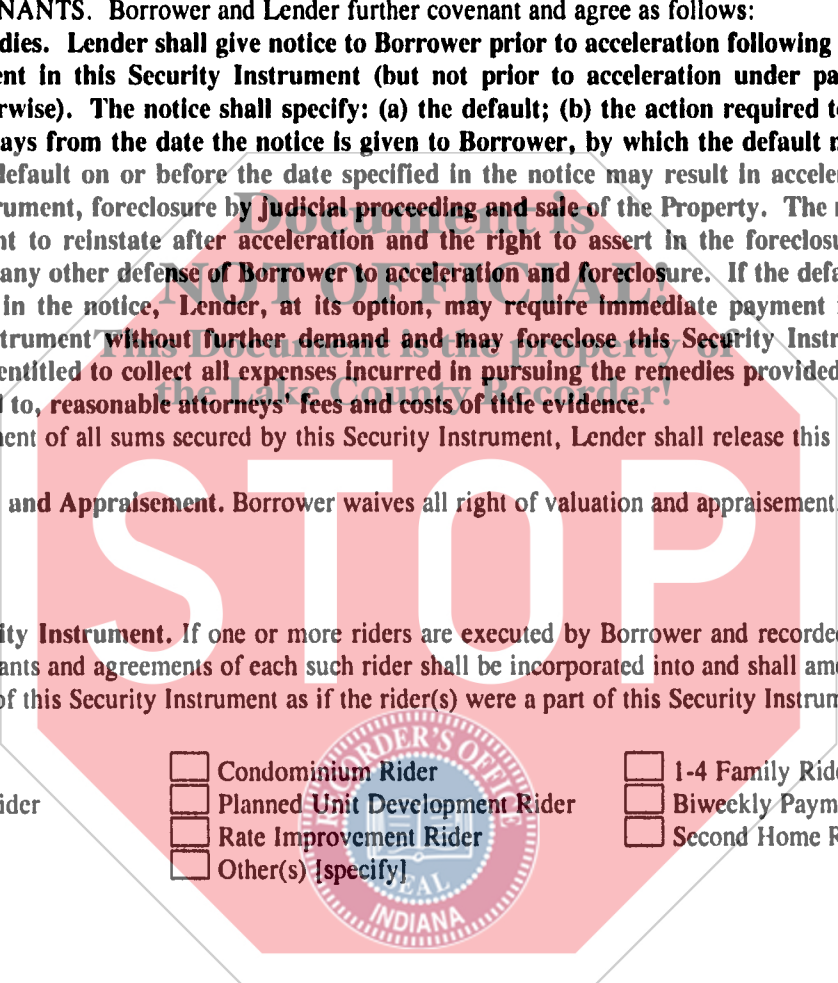 NANTS. Borrower and Lender further covenant and agree as follows:
dies. Lender shall give notice to Borrower prior to acceleration following
ent in this Security Instrument (but not prior to acceleration under pa
rwise). The notice shall specify: (a) the default; (b) the action required t
ays from the date the notice is given to Borrower, by which the default
default on or before the date specified in the notice may result in accele
Document is
rument, foreclosure by judicial proceeding and sale of the Property. The
nt to reinstate after acceleration and the right to assert in the foreclosu
NOT OFFICIAL!
any other defense of Borrower to acceleration and foreclosure. If the defa
in the notice, Lender, at its option, may require immediate payment
This Document is the property of
trument without further demand and may foreclose this Security Instr
entitled to collect all expenses incurred in pursuing the remedies provided
the Lake County Recorder!
to, reasonable attorneys' fees and costs of title evidence.
ment of all sums secured by this Security Instrument, Lender shall release this
and Appraisement. Borrower waives all right of valuation and appraisement.
STOP
ity Instrument. If one or more riders are executed by Borrower and recorded
ants and agreements of each such rider shall be incorporated into and shall am
of this Security Instrument as if the rider(s) were a part of this Security Instrum
RECORDER'S OFFICE
Condominium Rider 1-4 Family Ride
ider Planned Unit Development Rider Biweekly Paym
Rate Improvement Rider Second Home R
Other(s) [specify]
SEAL
INDIANA